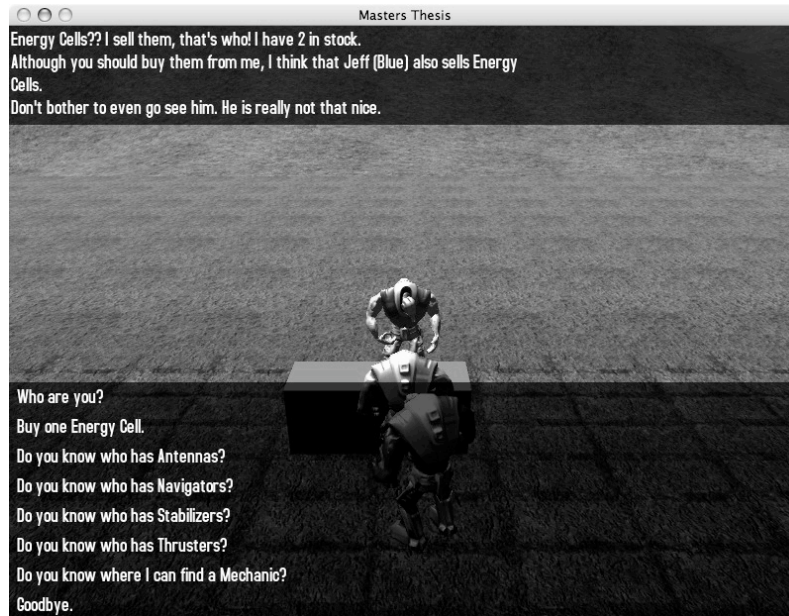 Masters Thesis
Energy Cells?? I sell them, that's who! I have 2 in stock.
Although you should buy them from me, I think that Jeff (Blue) also sells Energy
Cells.
Don't bother to even go see him. He is really not that nice.
Who are you?
Buy one Energy Cell.
Do you know who has Antennas?
Do you know who has Navigators?
Do you know who has Stabilizers?
Do you know who has Thrusters?
Do you know where I can find a Mechanic?
Goodbye.